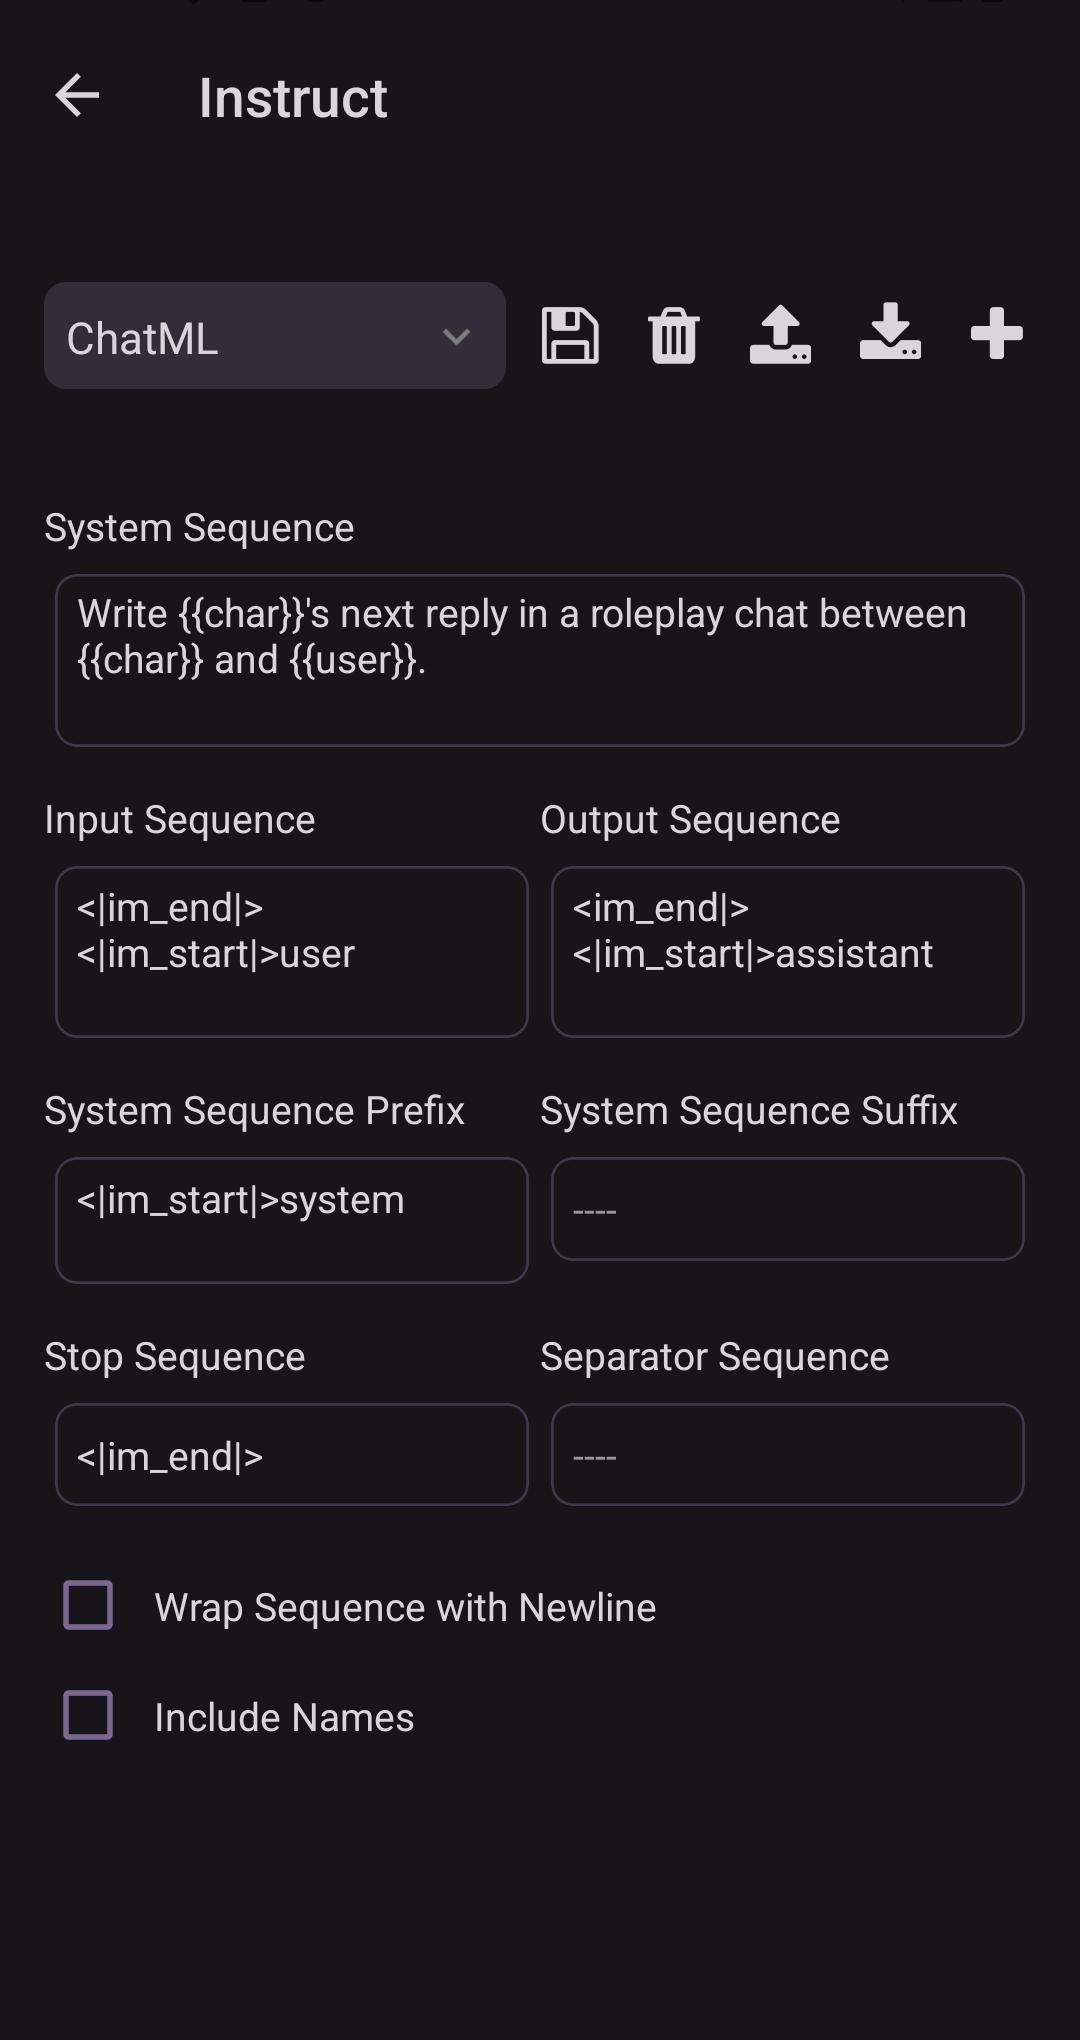 Instruct
ChatML
System Sequence
Write {{char}}'s next reply in a roleplay chat between
{{char}} and {{user}}.
Input Sequence
Output Sequence
<|im_end|>
<|im_start|>user
<im_end|>
<|im_start|>assistant
System Sequence Prefix
System Sequence Suffix
<|im_start|>system
----
Stop Sequence
Separator Sequence
<|im_end|>
----
Wrap Sequence with Newline
Include Names